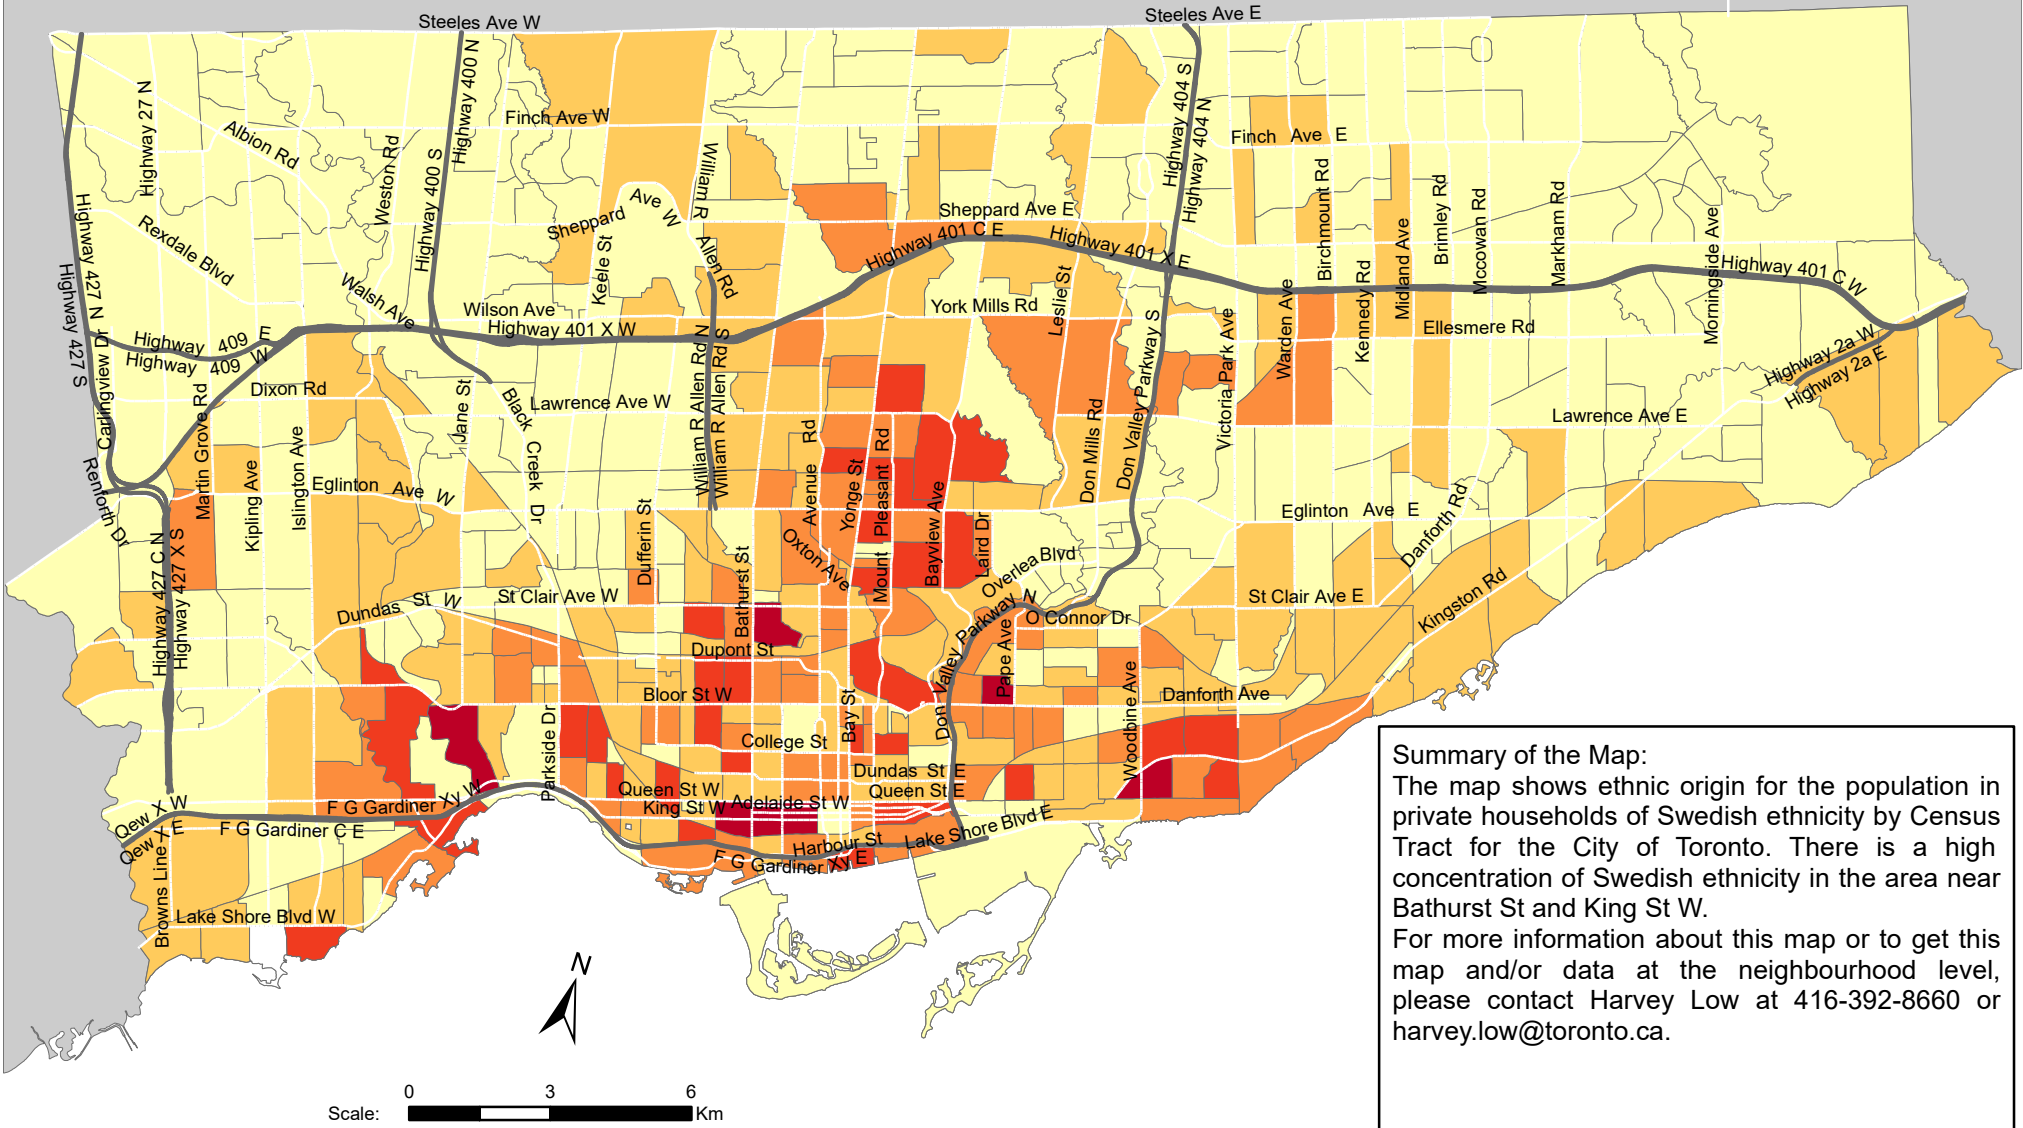 Steeles Ave W
Steeles Ave E
Highway 27 N
Highway 400 N
Highway 404 S
Highway 404 N
Finch Ave W
Finch Ave E
Albion Rd
Weston Rd
Highway 400 S
William R
Allen Rd
Sheppard Ave W
Sheppard Ave E
Keele St
Highway 427 N
Highway 427 S
Rexdale Blvd
Walsh Ave
Wilson Ave
Highway 401 X W
Highway 401 C E
Highway 401 X E
Highway 401 C W
York Mills Rd
Leslie St
Birchmount Rd
Midland Ave
Brimley Rd
Mccowan Rd
Markham Rd
Morningside Ave
Warden Ave
Kennedy Rd
Victoria Park Ave
Ellesmere Rd
Highway 2a W
Highway 2a E
Highway 409 E
Highway 409 W
Carlingview Dr
Dixon Rd
Martin Grove Rd
Kipling Ave
Islington Ave
Jane St
Black Creek Dr
Lawrence Ave W
Lawrence Ave E
William R Allen Rd N
William R Allen Rd S
Avenue Rd
Yonge St
Mount Pleasant Rd
Bayview Ave
Laird Dr
Don Mills Rd
Don Valley Parkway S
Renforth Dr
Eglinton Ave W
Eglinton Ave E
Danforth Rd
Highway 427 C N
Highway 427 X S
Dufferin St
Bathurst St
Oxton Ave
Overlea Blvd
Don Valley Parkway N
O Connor Dr
Pape Ave
Dundas St W
St Clair Ave W
St Clair Ave E
Kingston Rd
Dupont St
Bloor St W
Danforth Ave
Woodbine Ave
Parkside Dr
Bay St
College St
Dundas St E
Queen St W
Queen St E
King St W
Adelaide St W
Harbour St
Lake Shore Blvd E
F G Gardiner Xy W
F G Gardiner C E
F G Gardiner Xy E
Qew X W
Qew X E
Browns Line
Lake Shore Blvd W
N
0 3 6
Scale: Km
Summary of the Map:
The map shows ethnic origin for the population in
private households of Swedish ethnicity by Census
Tract for the City of Toronto. There is a high
concentration of Swedish ethnicity in the area near
Bathurst St and King St W.
For more information about this map or to get this
map and/or data at the neighbourhood level,
please contact Harvey Low at 416-392-8660 or
harvey.low@toronto.ca.